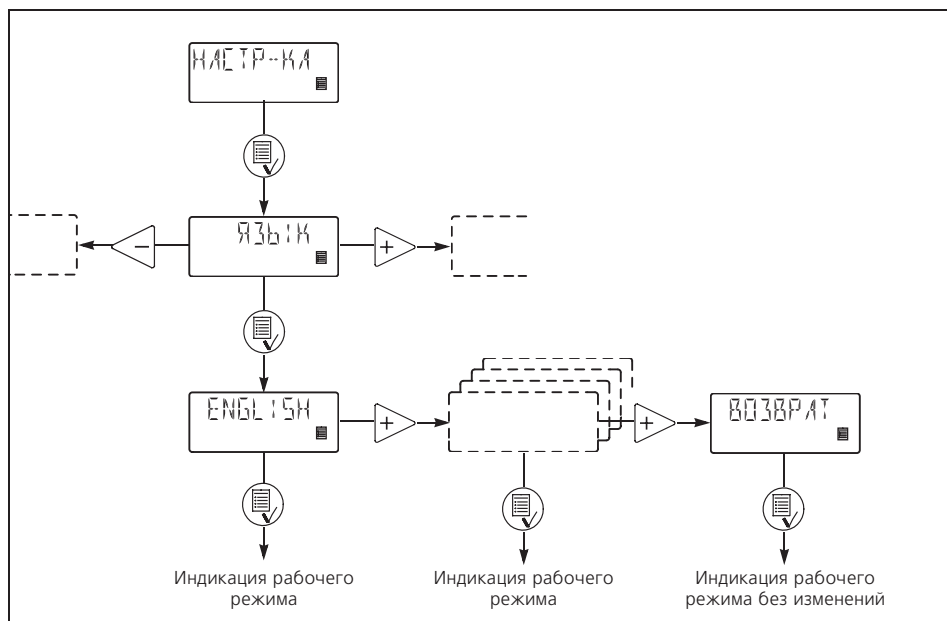 НАСТР-КА
− ЯЗЫК +
ENGLISH + + ВОЗВРАТ
Индикация рабочего
режима
Индикация рабочего
режима
Индикация рабочего
режима без изменений